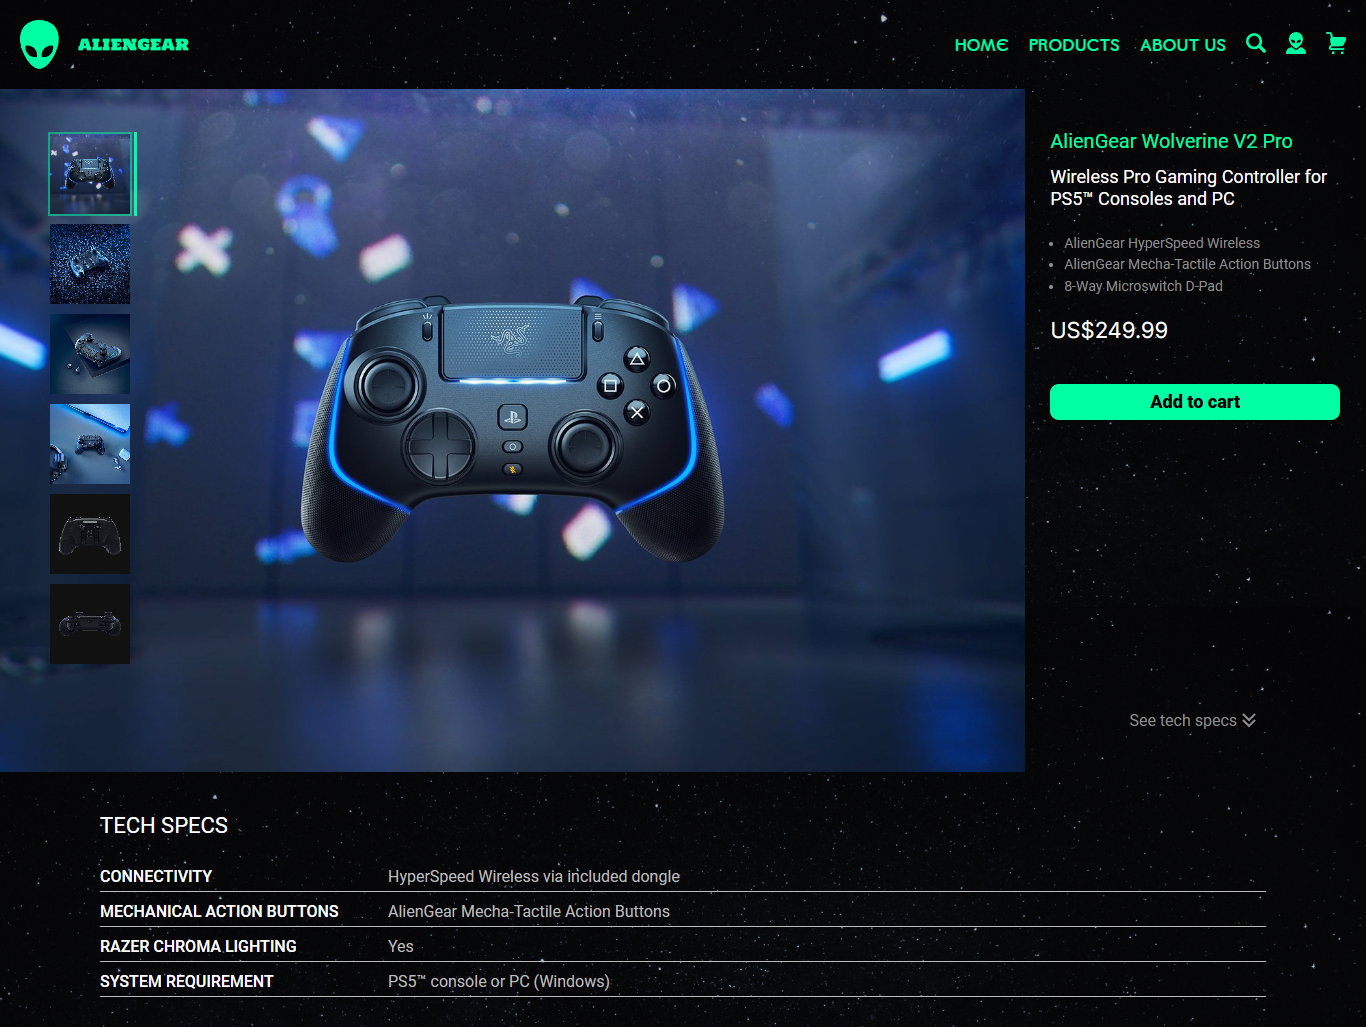 ALIENGEAR
HOME PRODUCTS ABOUT US
AlienGear Wolverine V2 Pro
Wireless Pro Gaming Controller for
PS5™ Consoles and PC
• AlienGear HyperSpeed Wireless
• AlienGear Mecha-Tactile Action Buttons
• 8-Way Microswitch D-Pad
US$249.99
Add to cart
See tech specs
TECH SPECS
CONNECTIVITY HyperSpeed Wireless via included dongle
MECHANICAL ACTION BUTTONS AlienGear Mecha-Tactile Action Buttons
RAZER CHROMA LIGHTING Yes
SYSTEM REQUIREMENT PS5™ console or PC (Windows)